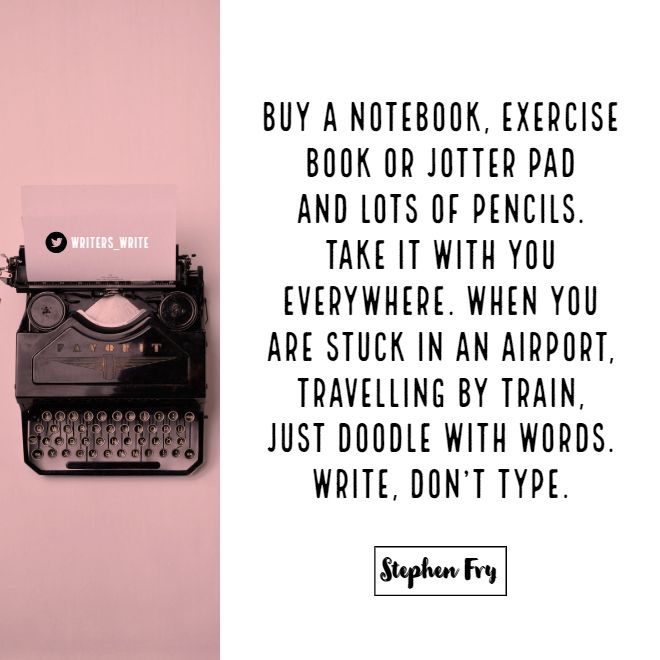 WRITERS_WRITE
FAVORIT
BUY A NOTEBOOK, EXERCISE
BOOK OR JOTTER PAD
AND LOTS OF PENCILS.
TAKE IT WITH YOU
EVERYWHERE. WHEN YOU
ARE STUCK IN AN AIRPORT,
TRAVELLING BY TRAIN,
JUST DOODLE WITH WORDS.
WRITE, DON'T TYPE.
Stephen Fry